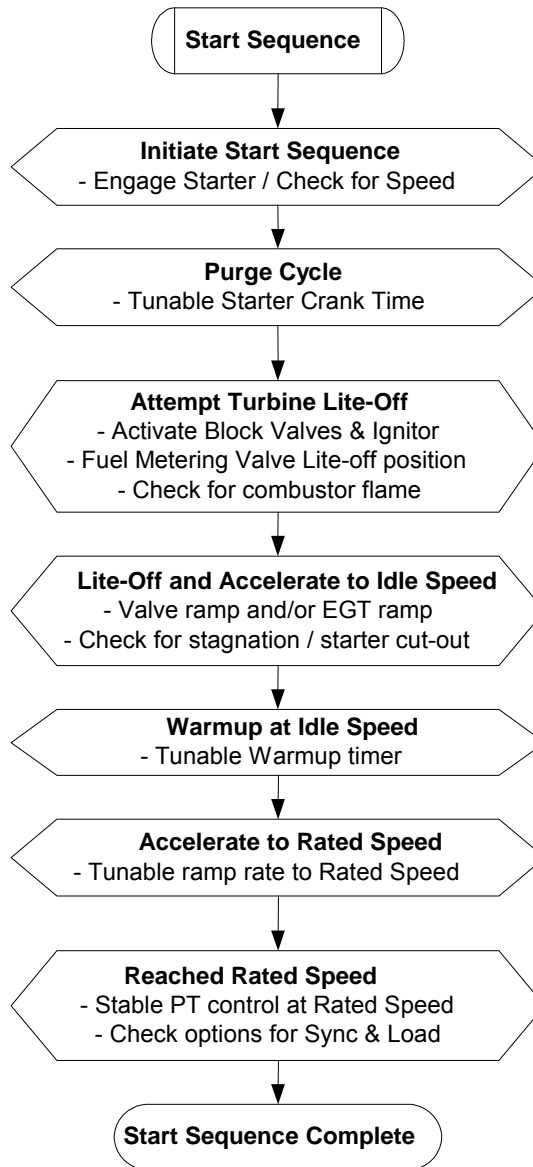 Start Sequence
Initiate Start Sequence
- Engage Starter / Check for Speed
Purge Cycle
- Tunable Starter Crank Time
Attempt Turbine Lite-Off
- Activate Block Valves & Ignitor
- Fuel Metering Valve Lite-off position
- Check for combustor flame
Lite-Off and Accelerate to Idle Speed
- Valve ramp and/or EGT ramp
- Check for stagnation / starter cut-out
Warmup at Idle Speed
- Tunable Warmup timer
Accelerate to Rated Speed
- Tunable ramp rate to Rated Speed
Reached Rated Speed
- Stable PT control at Rated Speed
- Check options for Sync & Load
Start Sequence Complete